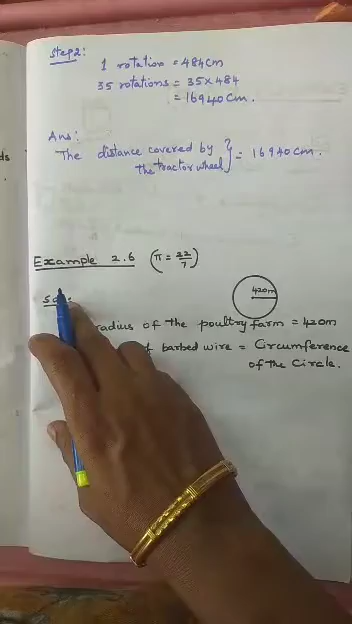 Step 2:
1 rotation = 484 cm
35 rotations = 35 × 484
= 16940 cm.
Ans:
The distance covered by
the tractor wheel } = 16940 cm.
Example 2.6 (π = 22/7)
420m
radius of the poultry farm = 420m
of barbed wire = Circumference
of the Circle.